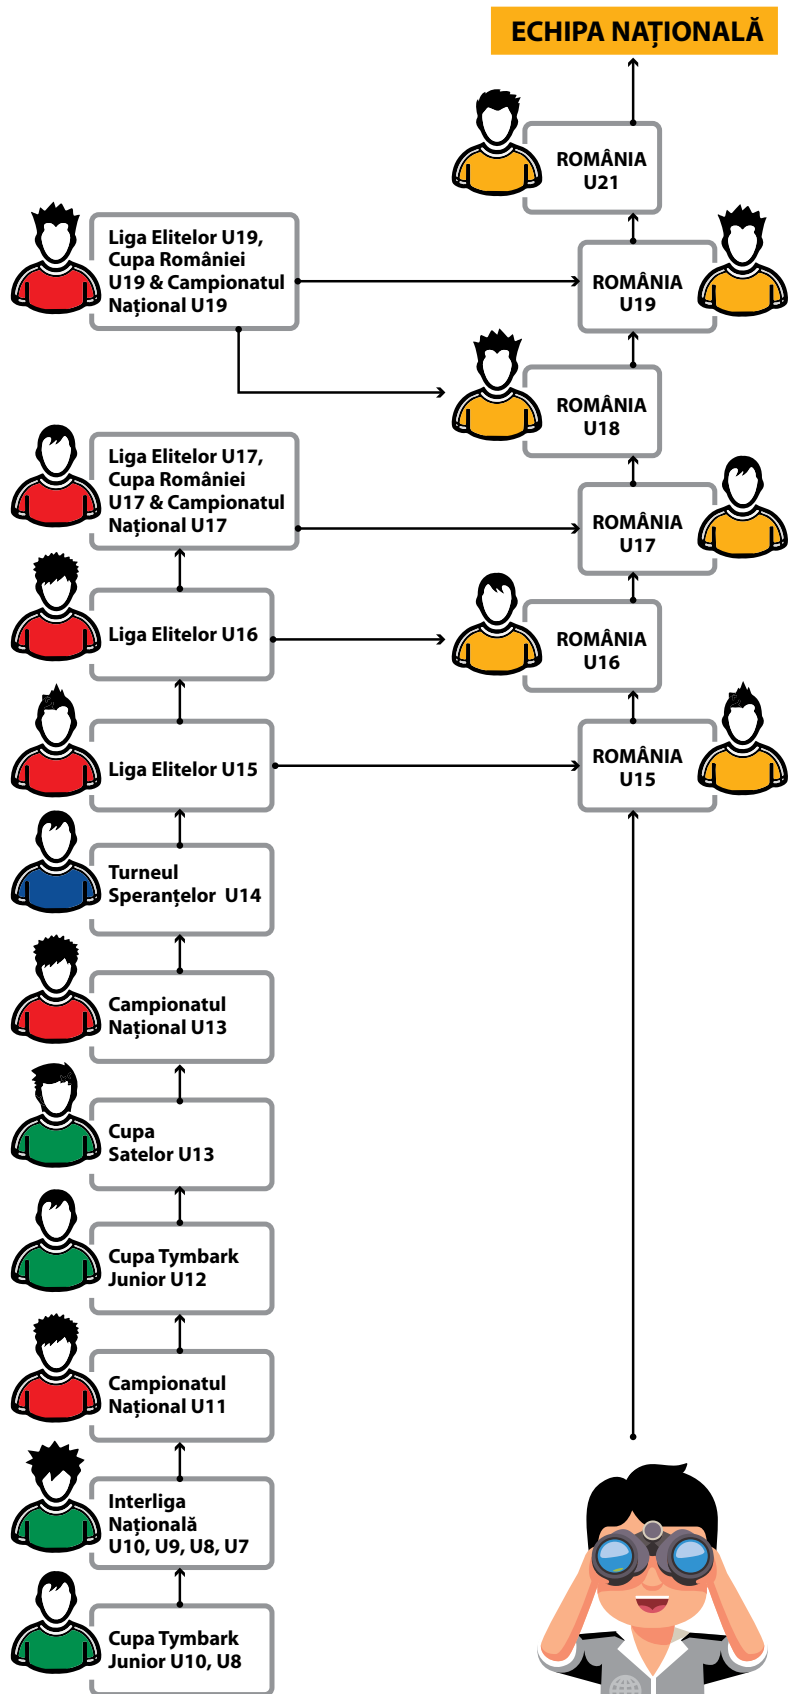 ECHIPA NAȚIONALĂ
ROMÂNIA
U21
Liga Elitelor U19,
Cupa României
U19 & Campionatul
Național U19
ROMÂNIA
U19
ROMÂNIA
U18
Liga Elitelor U17,
Cupa României
U17 & Campionatul
Național U17
ROMÂNIA
U17
Liga Elitelor U16
ROMÂNIA
U16
Liga Elitelor U15
ROMÂNIA
U15
Turneul
Speranțelor U14
Campionatul
Național U13
Cupa
Satelor U13
Cupa Tymbark
Junior U12
Campionatul
Național U11
Interliga
Națională
U10, U9, U8, U7
Cupa Tymbark
Junior U10, U8